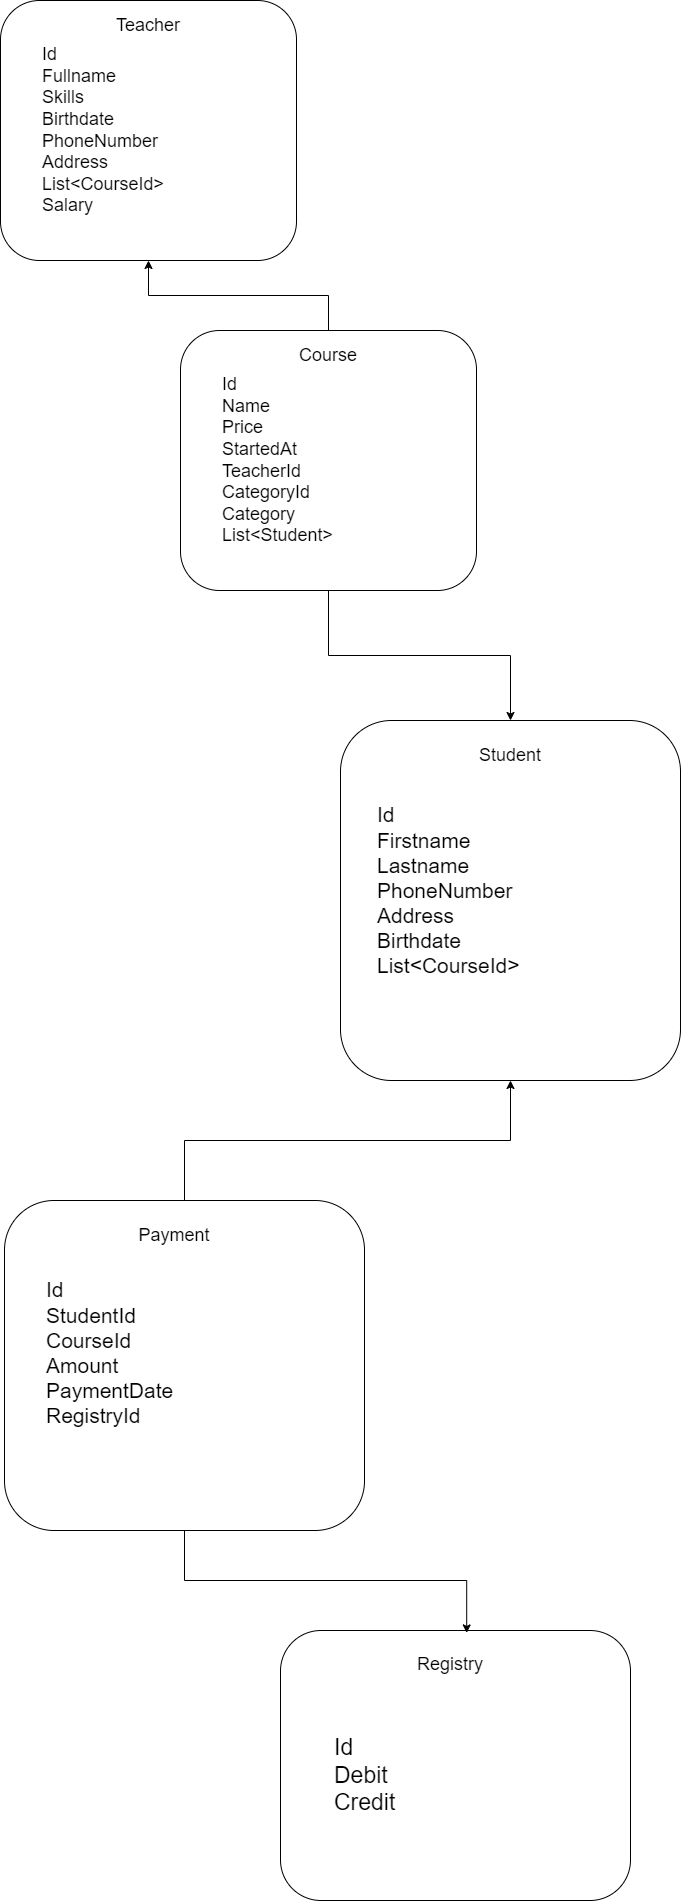 Teacher
Id
Fullname
Skills
Birthdate
PhoneNumber
Address
List<CourseId>
Salary
Course
Id
Name
Price
StartedAt
TeacherId
CategoryId
Category
List<Student>
Student
Id
Firstname
Lastname
PhoneNumber
Address
Birthdate
List<CourseId>
Payment
Id
StudentId
CourseId
Amount
PaymentDate
RegistryId
Registry
Id
Debit
Credit